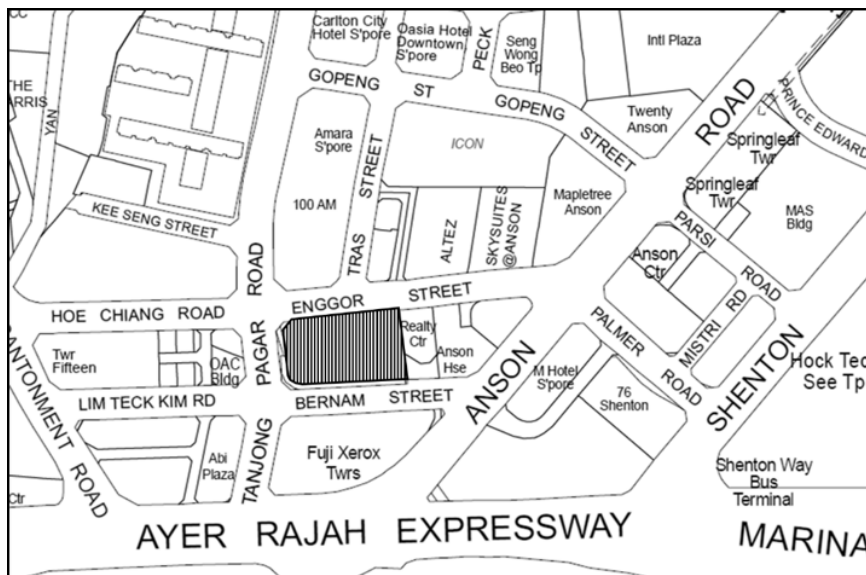 CC
Carlton City
Hotel S'pore
Oasia Hotel
Downtown,
S'pore
PECK
Seng
Wong
Beo Tp
Intl Plaza
THE
ARRIS
YAN
GOPENG ST
GOPENG STREET
Twenty
Anson
ROAD
PRINCE EDWARD
Amara
S'pore
100 AM
TRAS STREET
ICON
Springleaf
Twr
Springleaf
Twr
MAS
Bldg
KEE SENG STREET
ALTEZ
SKYSUITES
@ANSON
Mapletree
Anson
PARSI ROAD
Anson
Ctr
MISTRI RD
HOE CHIANG ROAD
ENGGOR STREET
Realty
Ctr
Anson
Hse
PALMER ROAD
Twr
Fifteen
OAC
Bldg
TANJONG PAGAR ROAD
ANSON
M Hotel
S'pore
76
Shenton
SHENTON
Hock Tec
See Tp
ANTONMENT ROAD
LIM TECK KIM RD
BERNAM STREET
Abi
Plaza
Fuji Xerox
Twrs
Shenton Way
Bus
Terminal
Ctr
AYER RAJAH EXPRESSWAY
MARINA